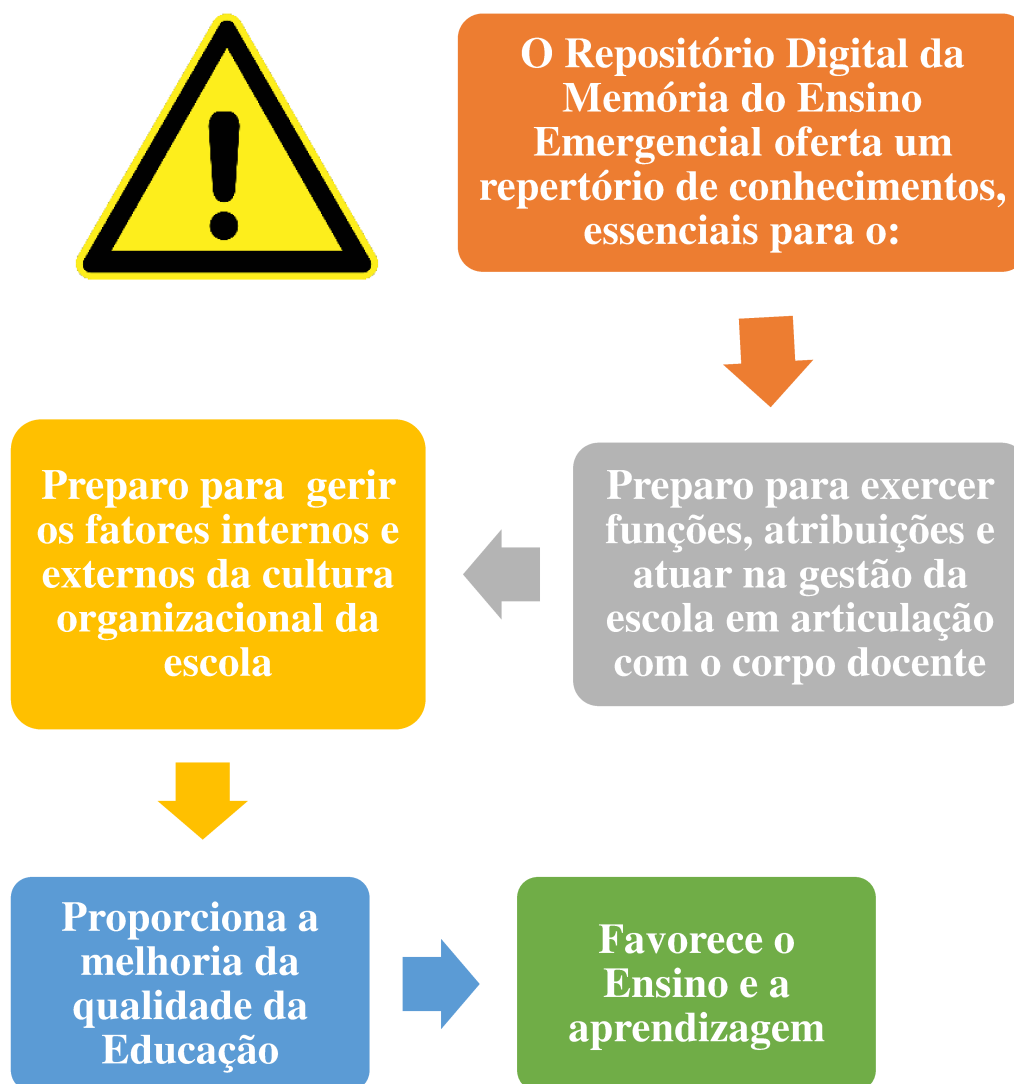 O Repositório Digital da
Memória do Ensino
Emergencial oferta um
repertório de conhecimentos,
essenciais para o:
Preparo para exercer
funções, atribuições e
atuar na gestão da
escola em articulação
com o corpo docente
Preparo para  gerir
os fatores internos e
externos da cultura
organizacional da
escola
Proporciona a
melhoria da
qualidade da
Educação
Favorece o
Ensino e a
aprendizagem